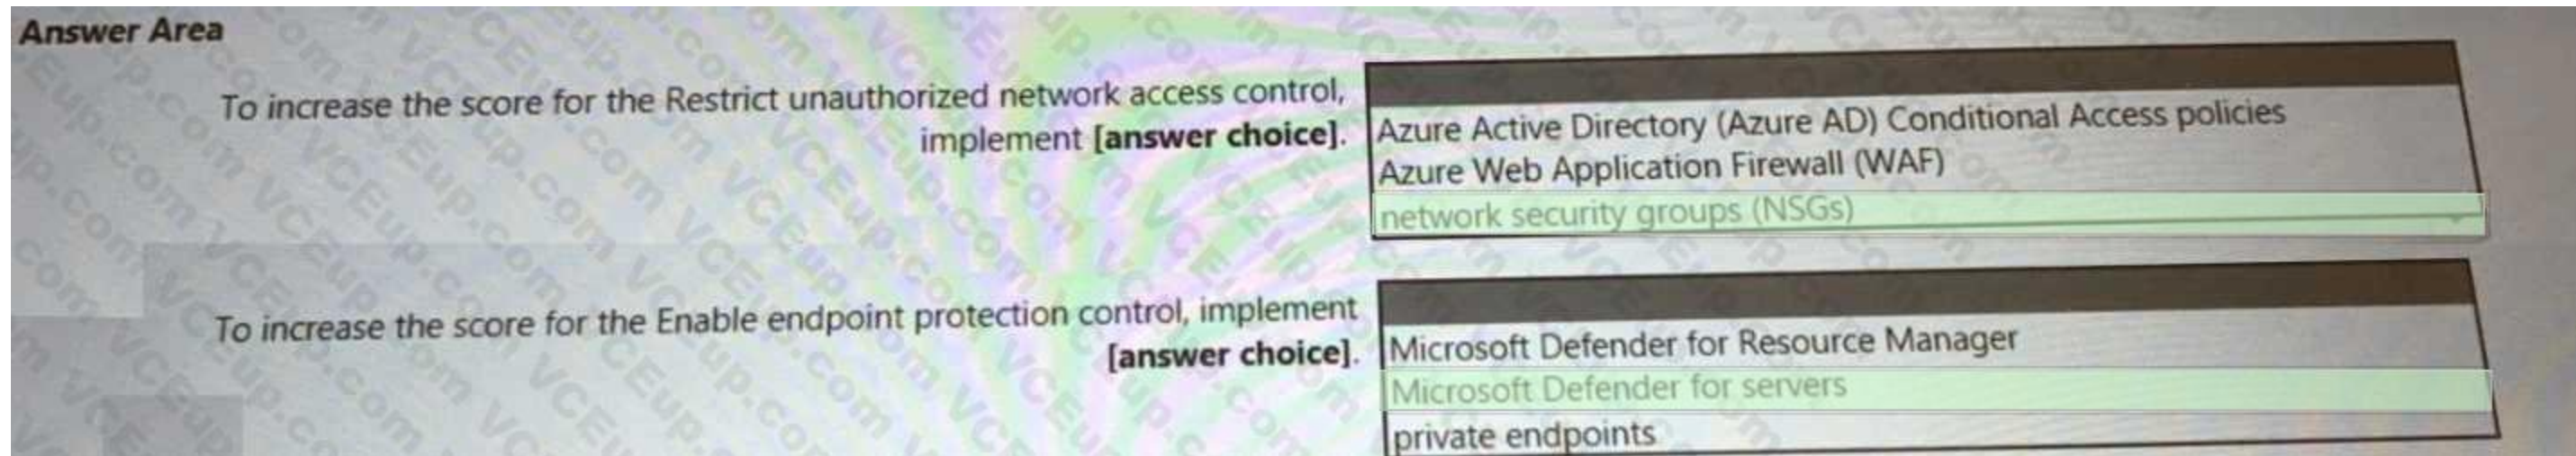 Answer Area
To increase the score for the Restrict unauthorized network access control,
implement [answer choice].
Azure Active Directory (Azure AD) Conditional Access policies
Azure Web Application Firewall (WAF)
network security groups (NSGs)
To increase the score for the Enable endpoint protection control, implement
[answer choice].
Microsoft Defender for Resource Manager
Microsoft Defender for servers
private endpoints